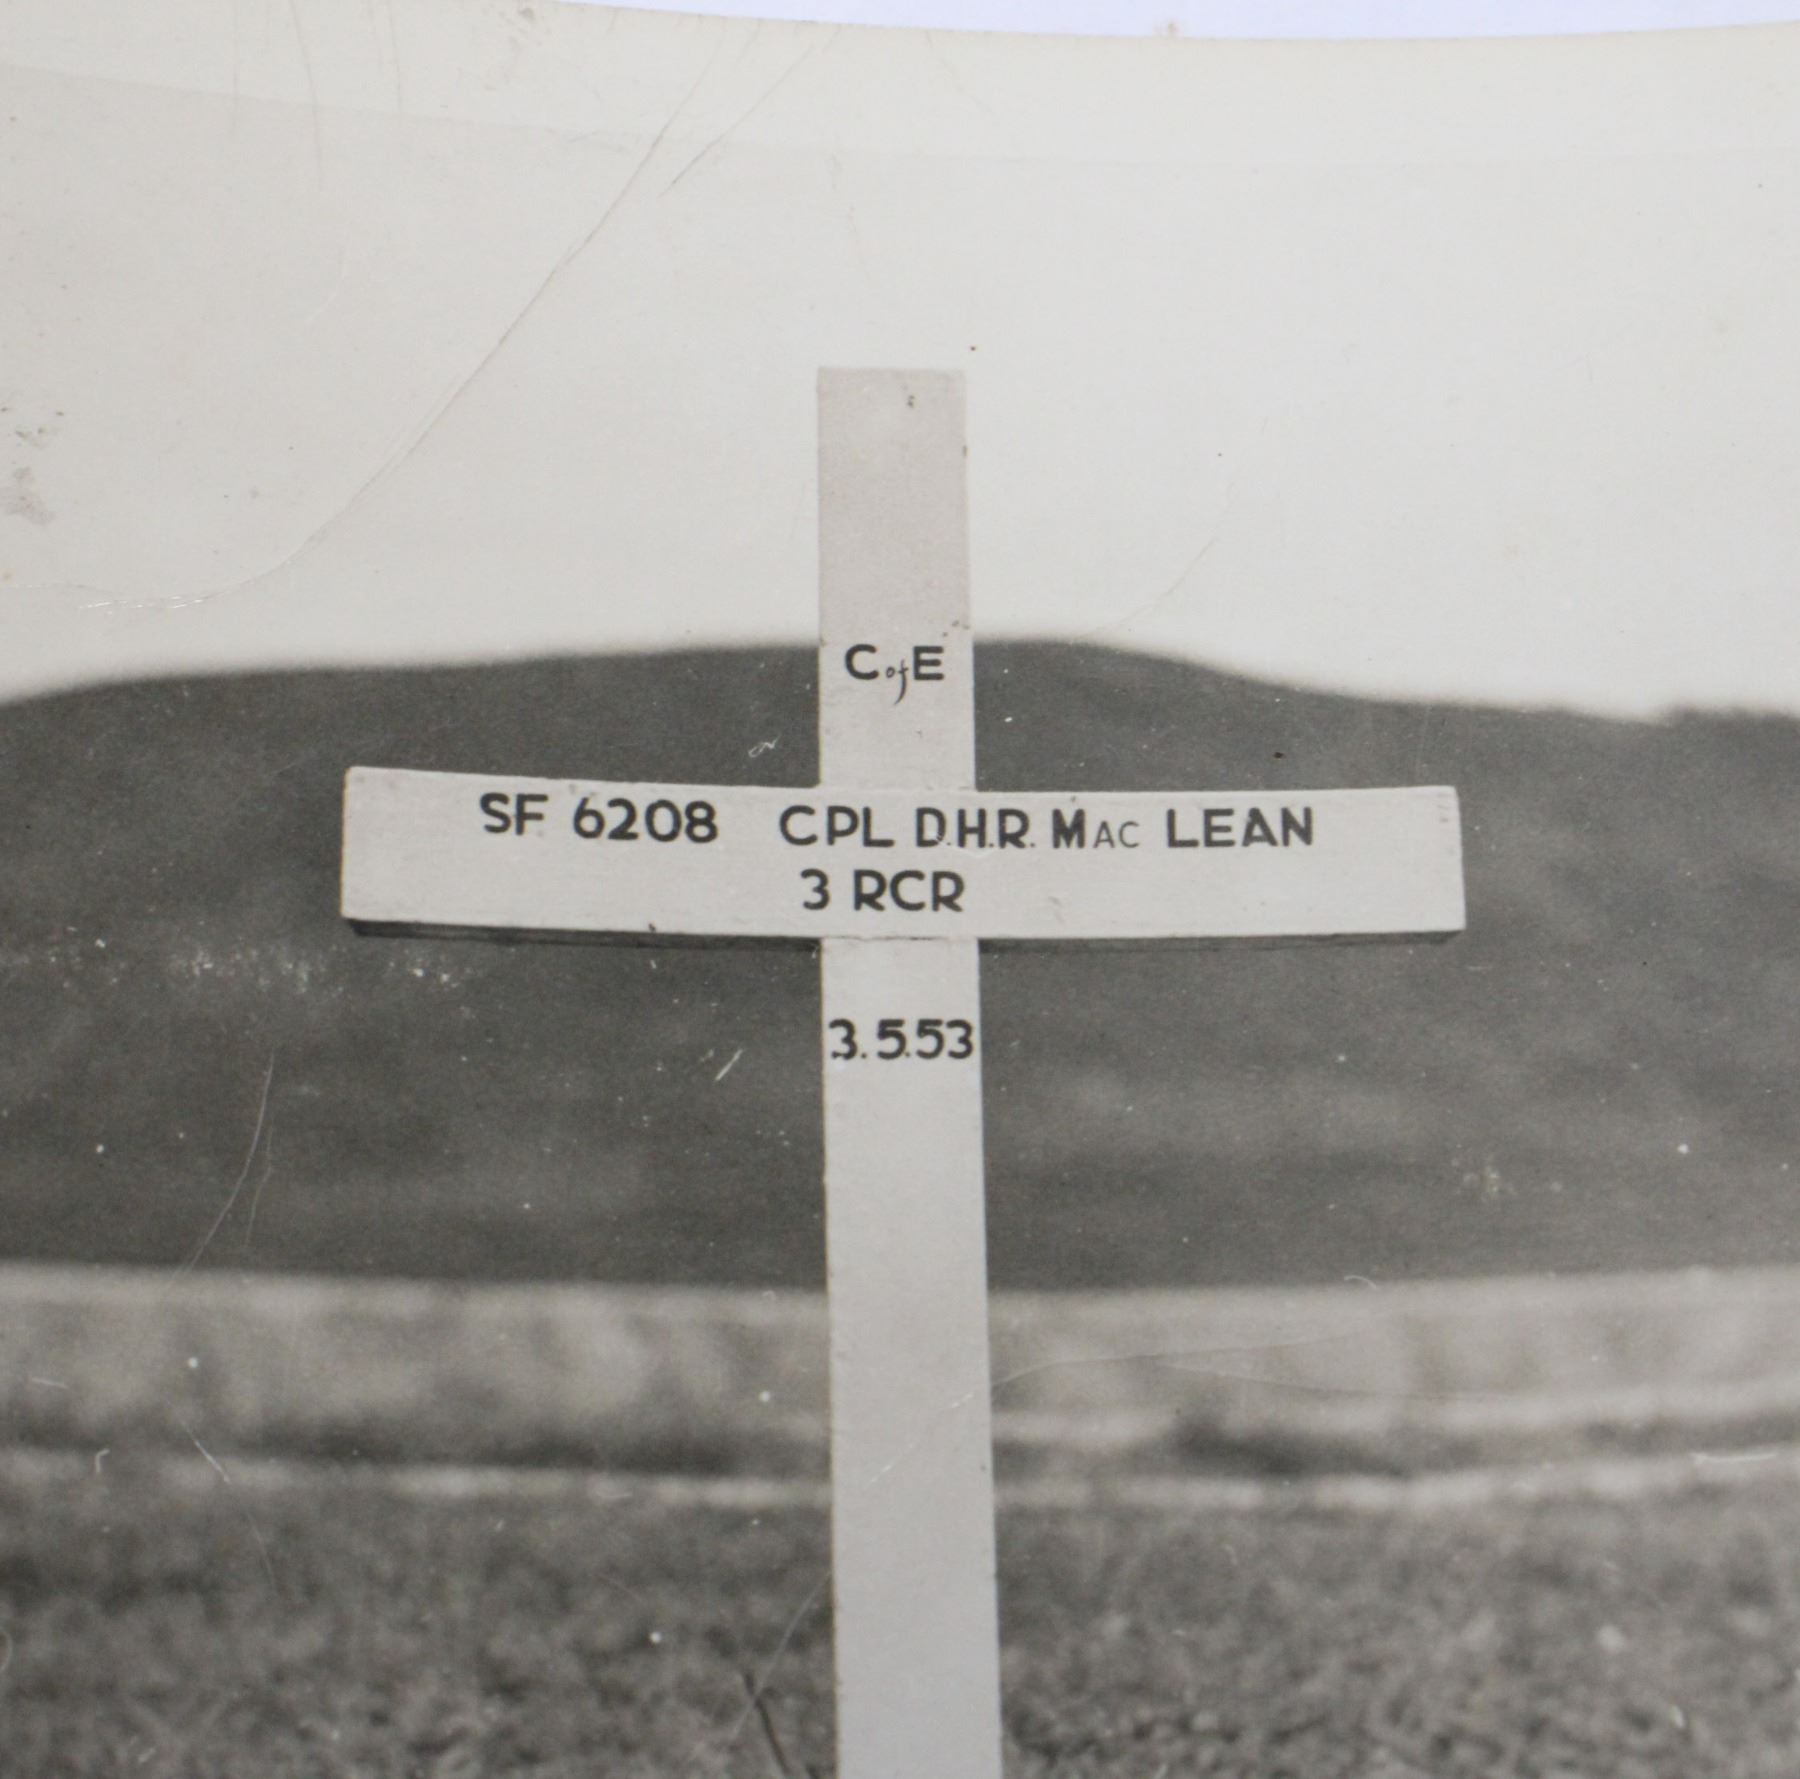 C of E
SF 6208 CPL D.H.R. MAC LEAN
3 RCR
3.5.53